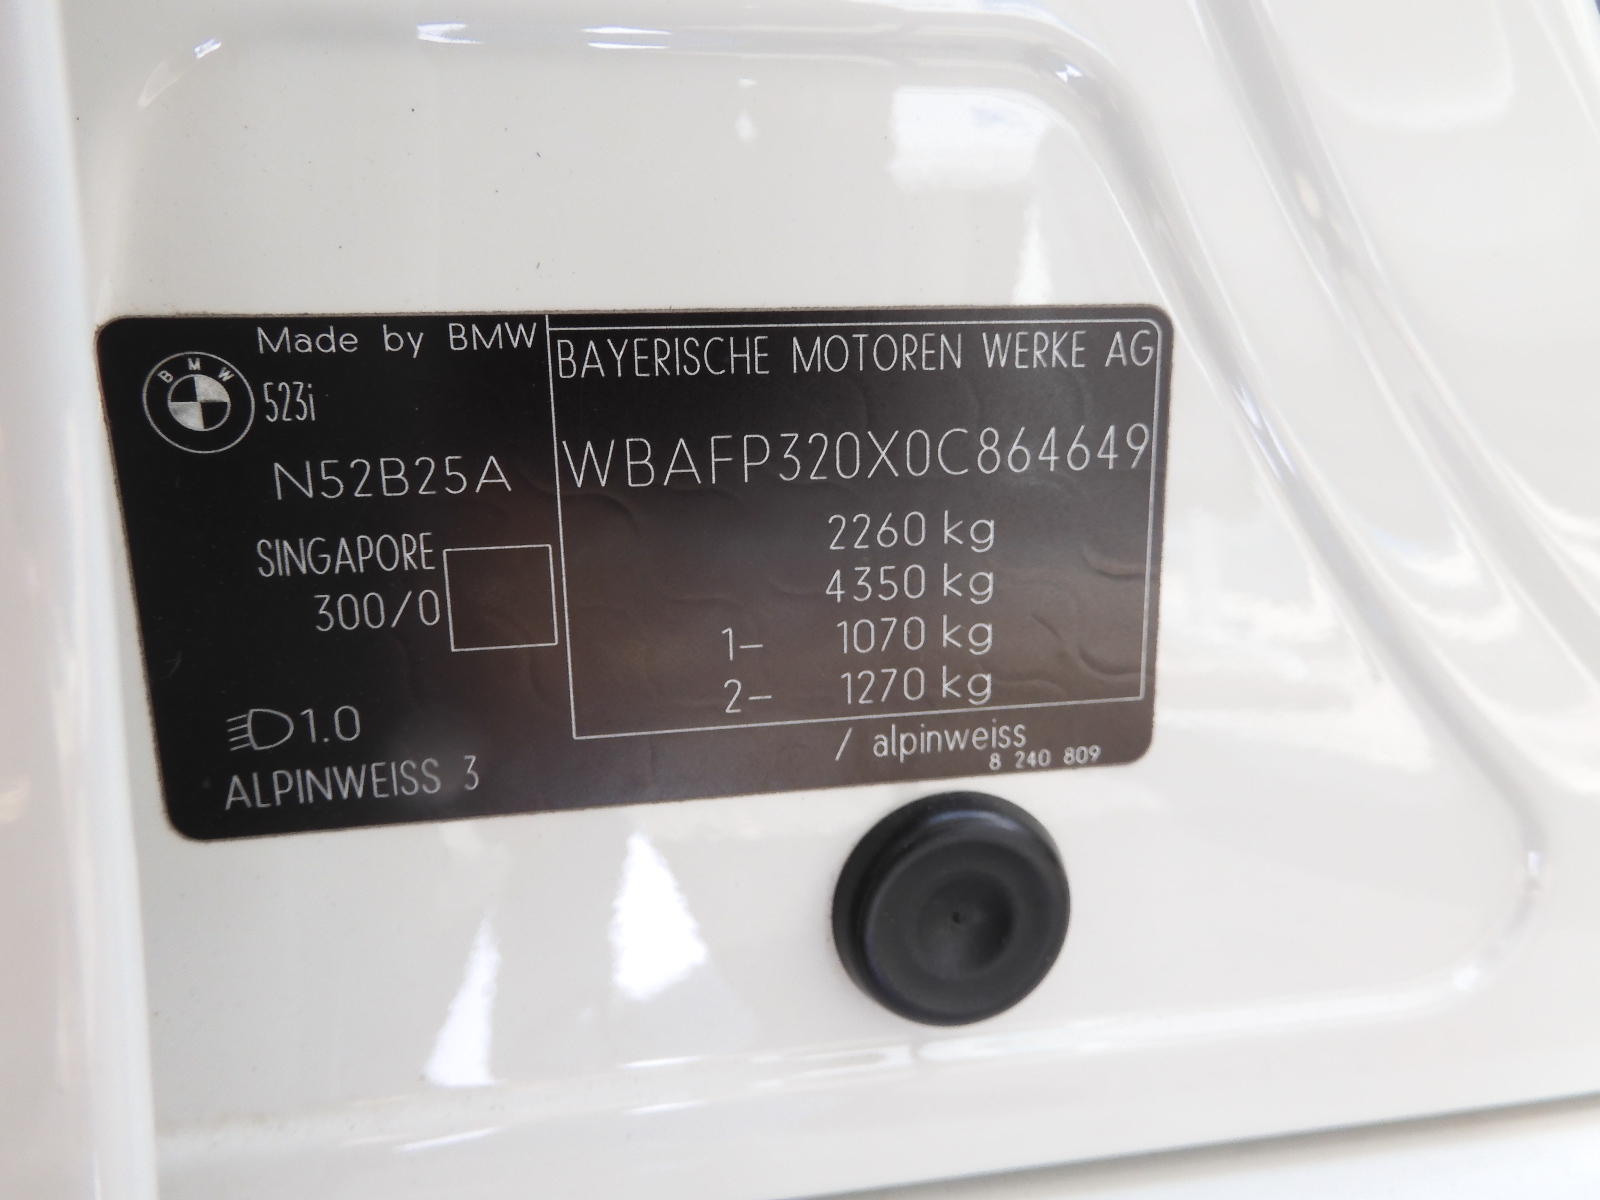 Made by BMW
BMW
523i
N52B25A
SINGAPORE
300/0
1.0
ALPINWEISS 3
BAYERISCHE MOTOREN WERKE AG
WBAFP320X0C864649
2260 kg
4350 kg
1- 1070 kg
2- 1270 kg
/ alpinweiss
8 240 809